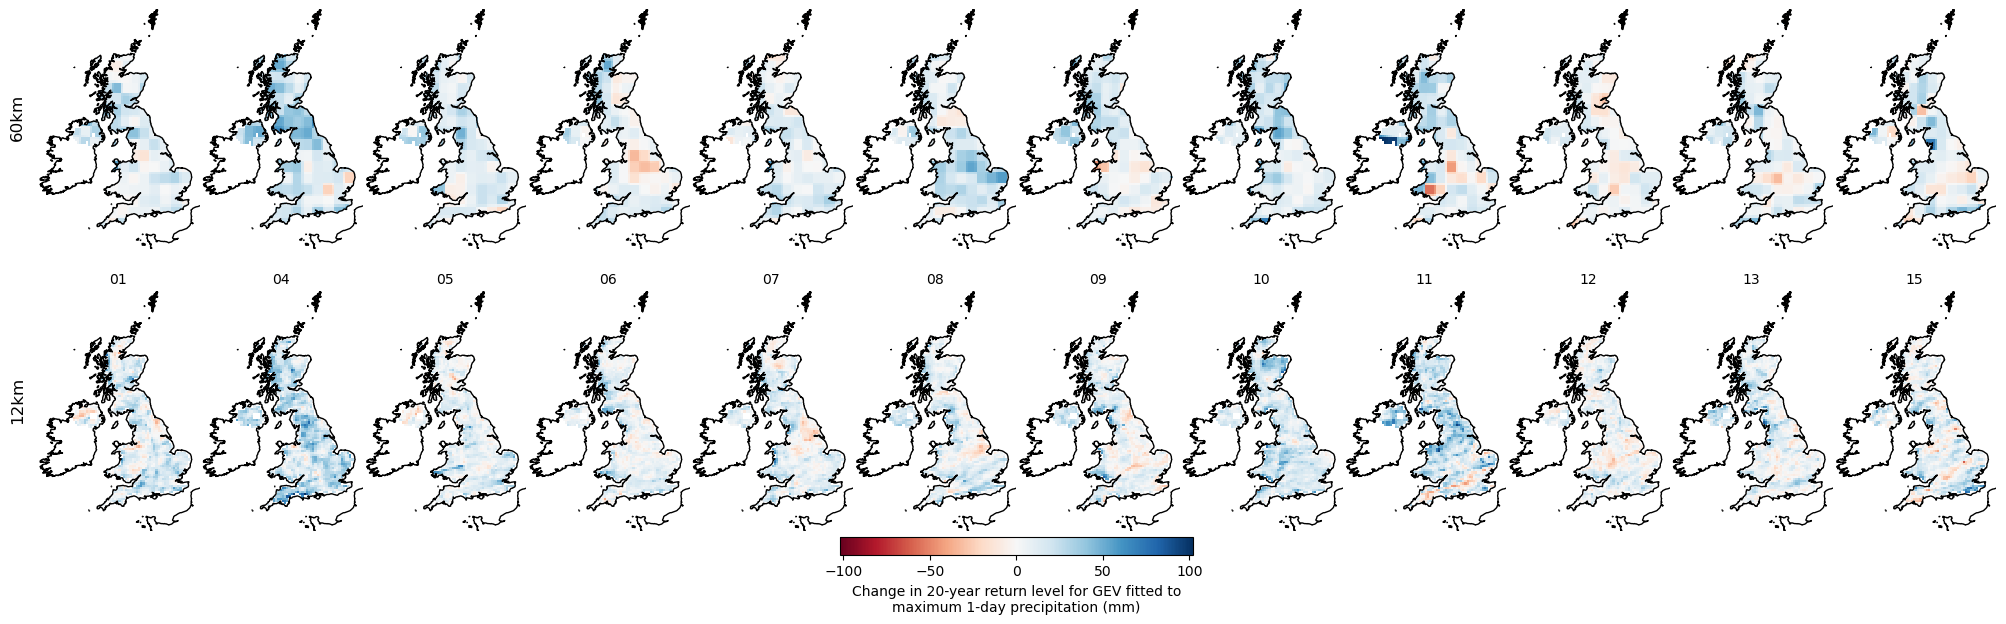 60km
01 04 05 06 07 08 09 10 11 12 13 15
12km
−100 −50 0 50 100
Change in 20-year return level for GEV fitted to
maximum 1-day precipitation (mm)